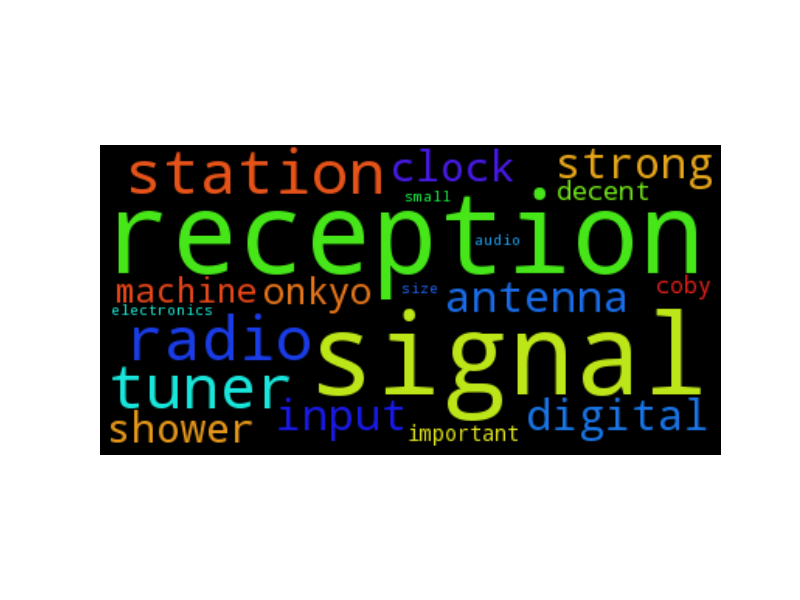 station clock strong
small decent
reception
audio
machine onkyo size antenna coby
electronics
radio signal
tuner
shower input important digital